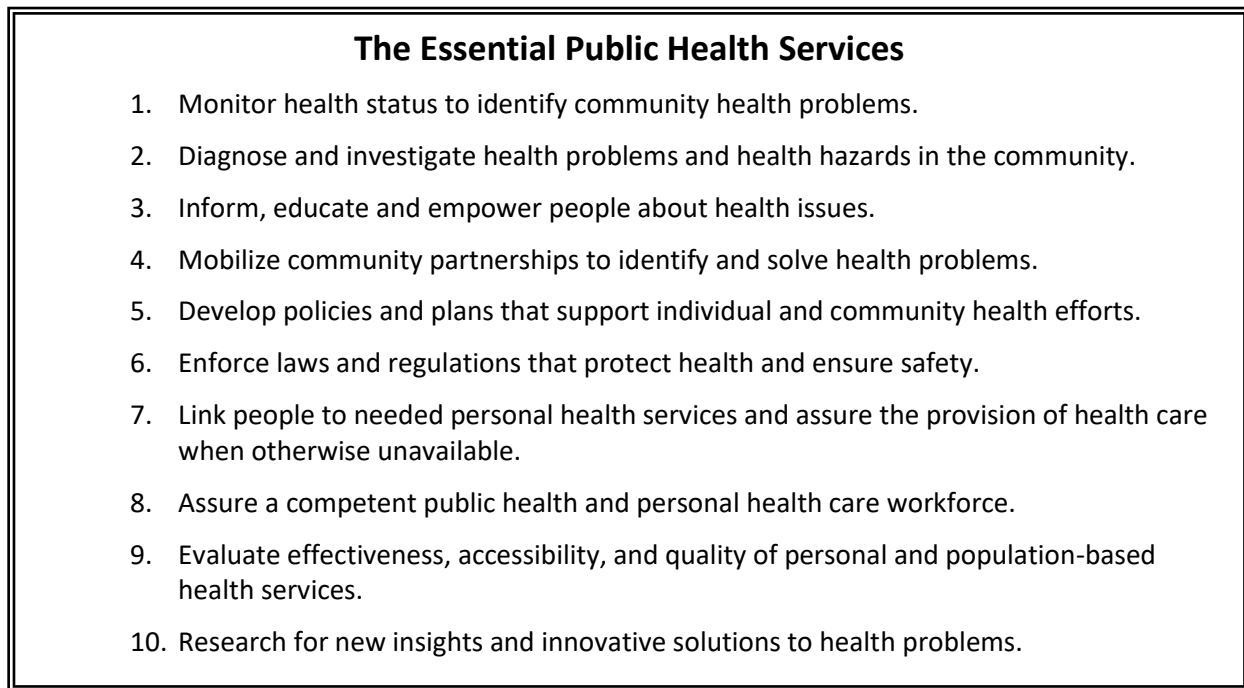 The Essential Public Health Services
1. Monitor health status to identify community health problems.
2. Diagnose and investigate health problems and health hazards in the community.
3. Inform, educate and empower people about health issues.
4. Mobilize community partnerships to identify and solve health problems.
5. Develop policies and plans that support individual and community health efforts.
6. Enforce laws and regulations that protect health and ensure safety.
7. Link people to needed personal health services and assure the provision of health care
when otherwise unavailable.
8. Assure a competent public health and personal health care workforce.
9. Evaluate effectiveness, accessibility, and quality of personal and population-based
health services.
10. Research for new insights and innovative solutions to health problems.